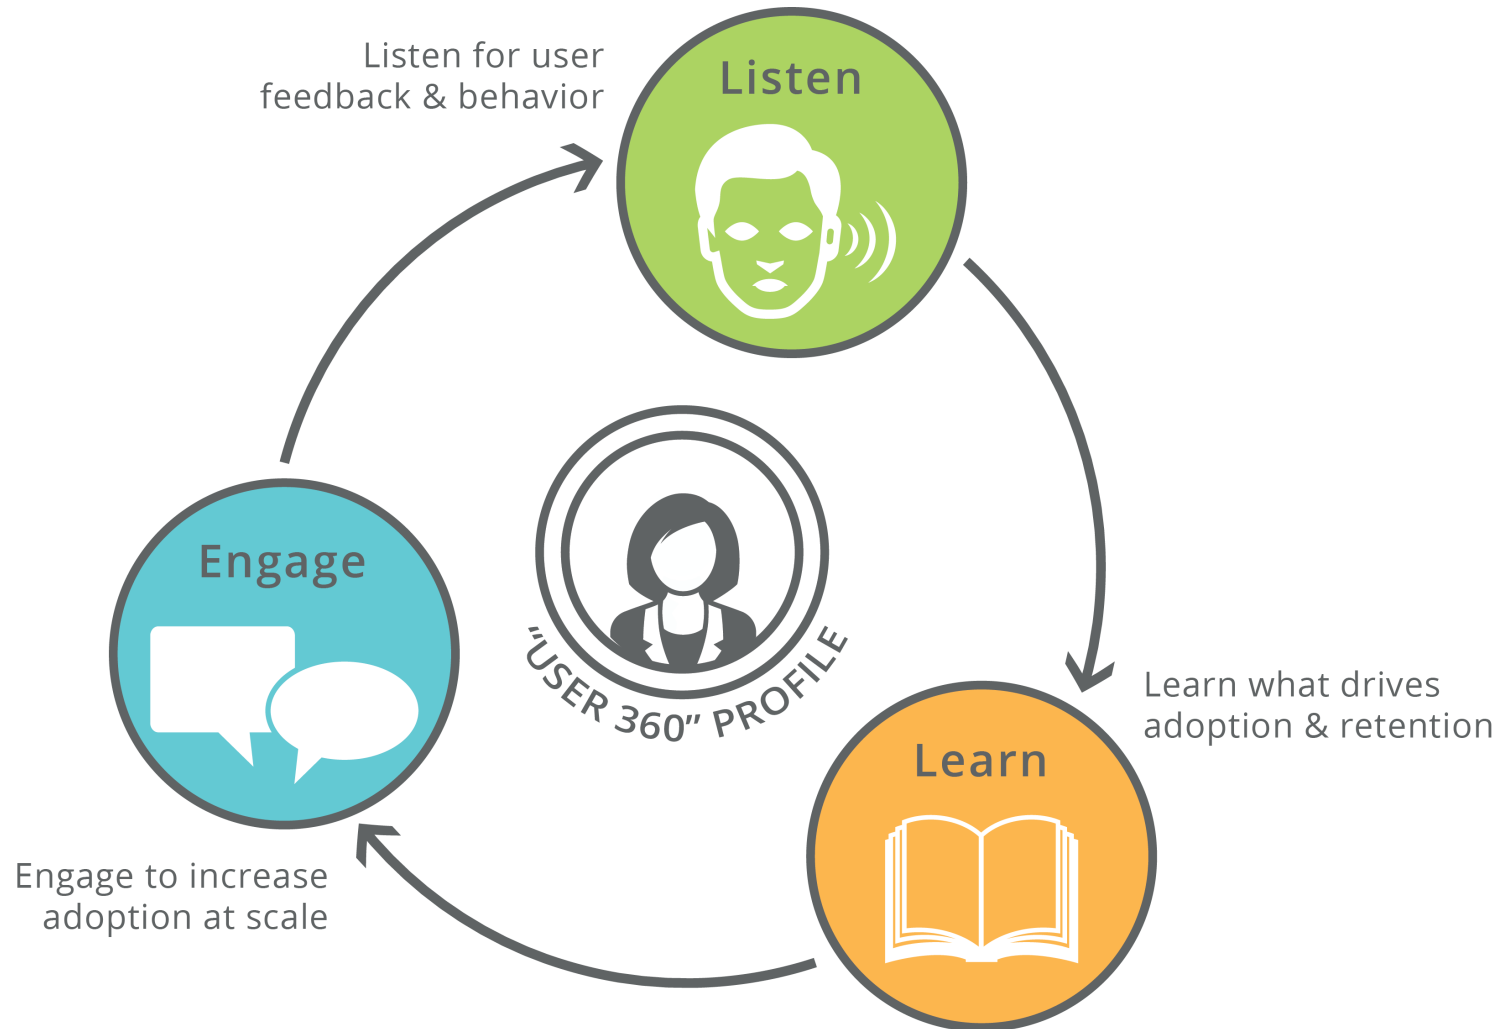 Listen for user
feedback & behavior
Listen
Engage
“USER 360” PROFILE
Learn what drives
adoption & retention
Learn
Engage to increase
adoption at scale